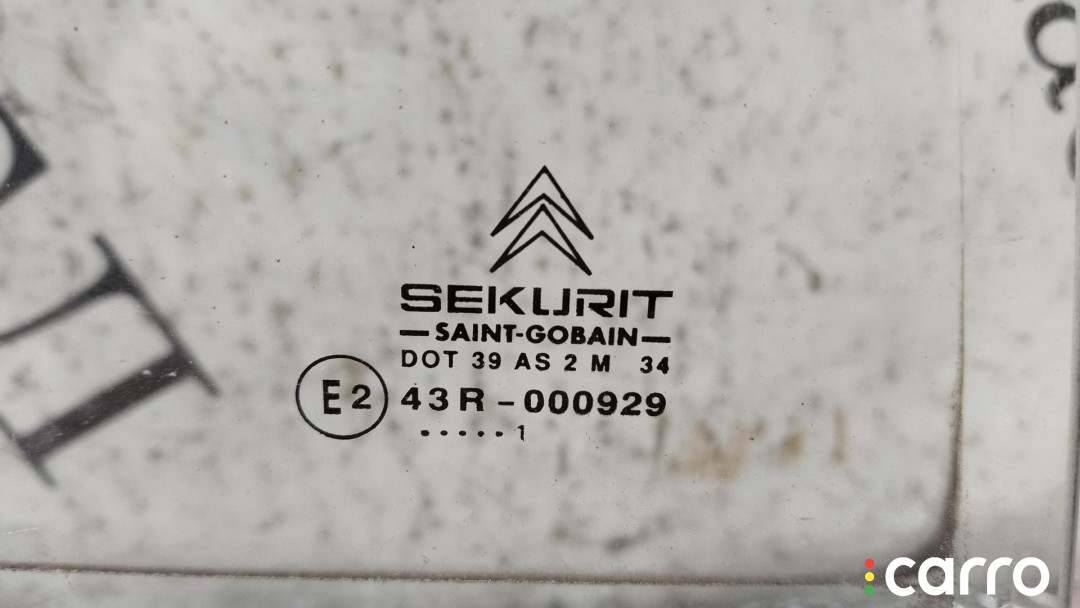 SEKURIT
SAINT-GOBAIN
DOT 39 AS 2 M 34
E2 43R-000929
.....1
carro